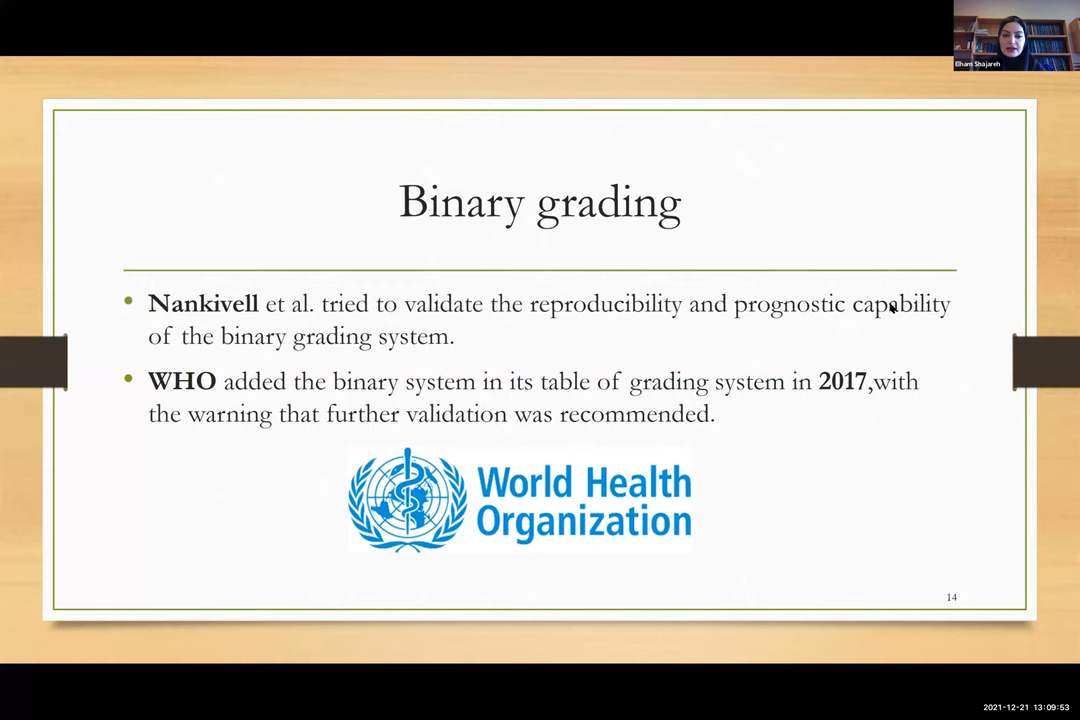 Elham Shajareh
Binary grading
• Nankivell et al. tried to validate the reproducibility and prognostic capability
of the binary grading system.
• WHO added the binary system in its table of grading system in 2017,with
the warning that further validation was recommended.
World Health
Organization
14
2021-12-21 13:09:53